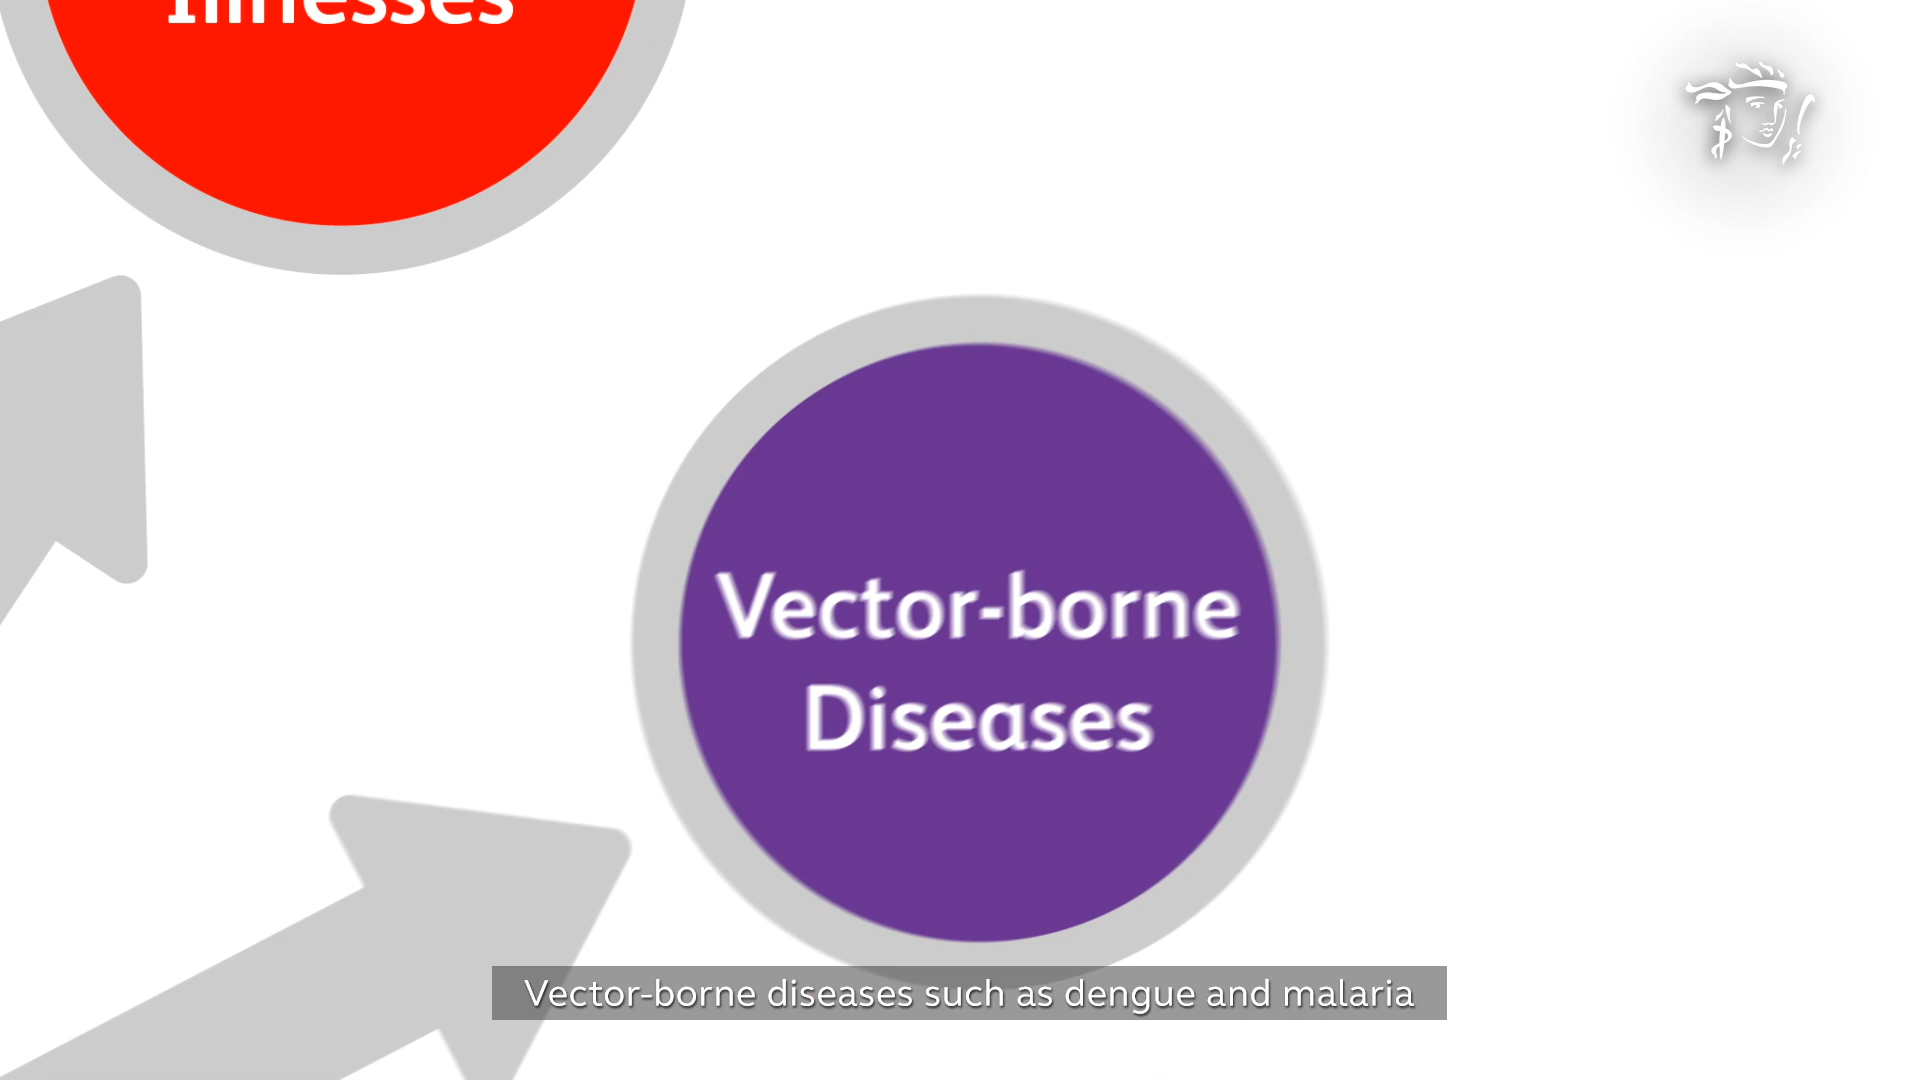 Illnesses
Vector-borne
Diseases
Vector-borne diseases such as dengue and malaria